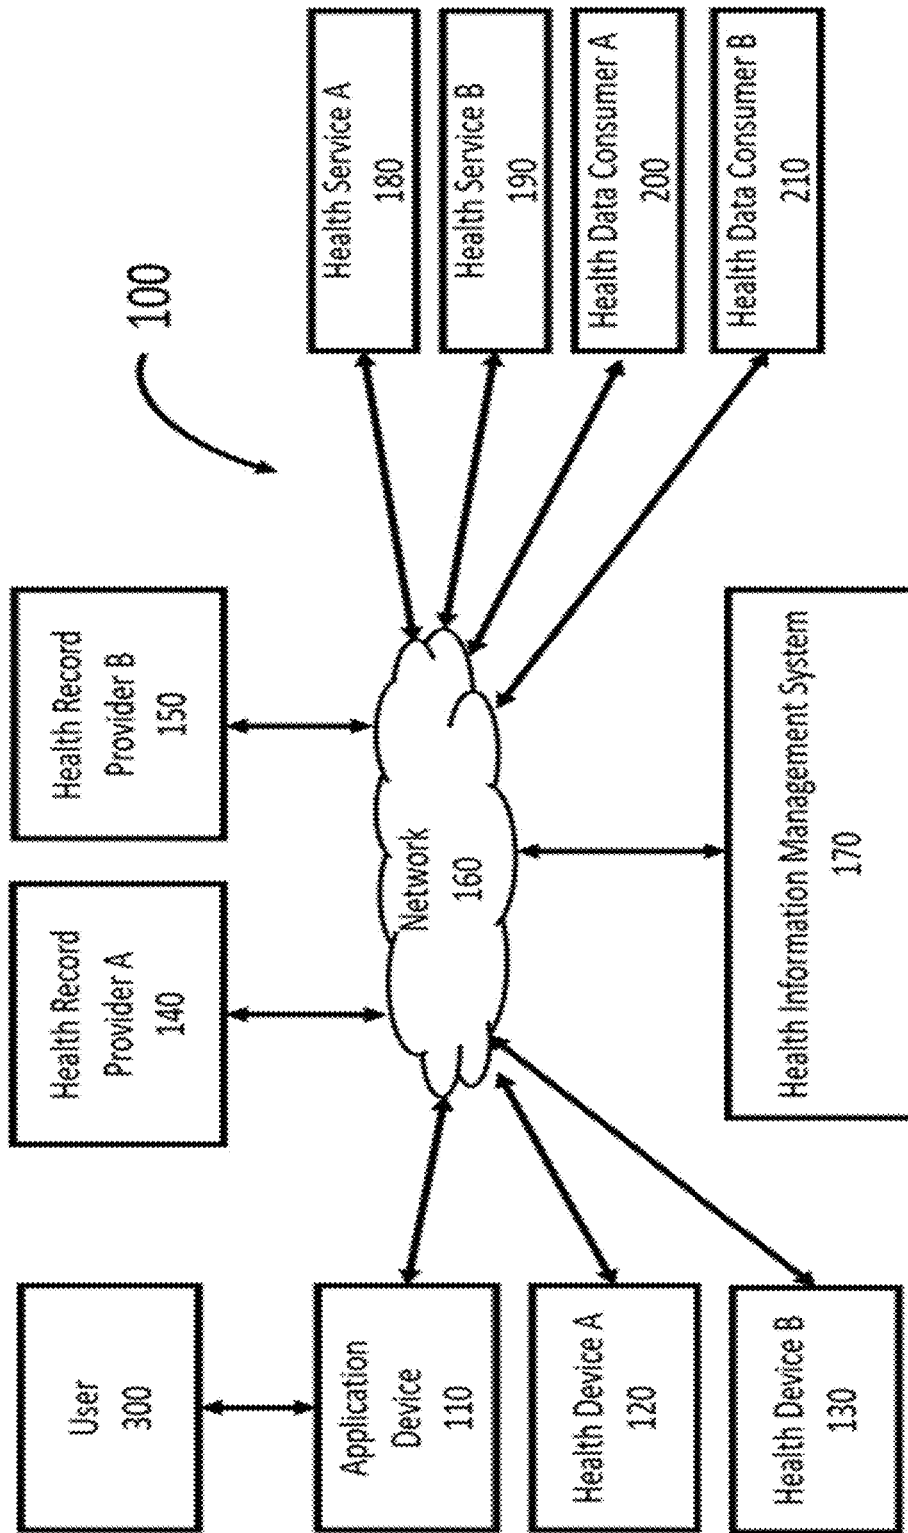 100
User
300
Application
Device
110
Health Device A
120
Health Device B
130
Health Record
Provider A
140
Health Record
Provider B
150
Network
160
Health Information Management System
170
Health Service A
180
Health Service B
190
Health Data Consumer A
200
Health Data Consumer B
210